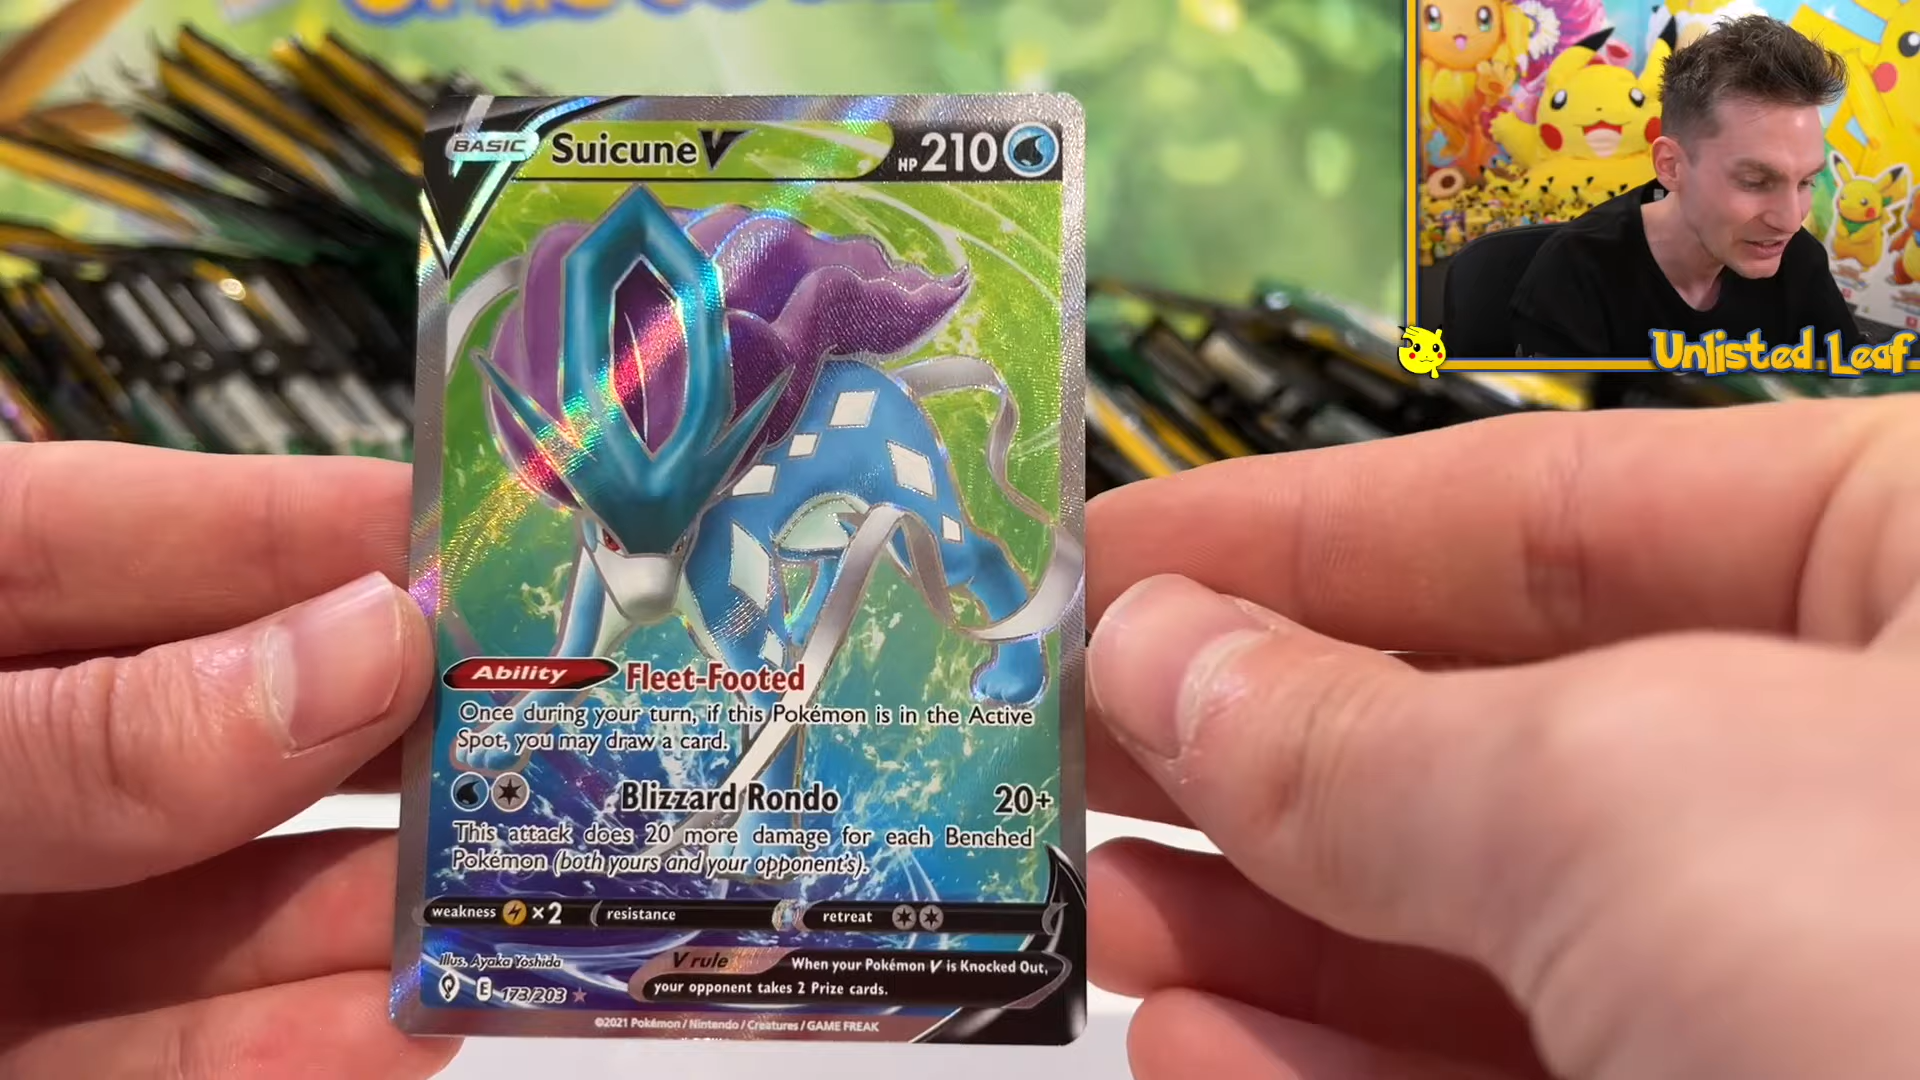 BASIC
Suicune V
HP 210
Unlisted Leaf
Ability Fleet-Footed
Once during your turn, if this Pokémon is in the Active
Spot, you may draw a card.
Blizzard Rondo 20+
This attack does 20 more damage for each Benched
Pokémon (both yours and your opponent's).
weakness ×2 resistance retreat
Illus. Ayaka Yoshida
V rule When your Pokémon V is Knocked Out,
your opponent takes 2 Prize cards.
E 173/203 ★
©2021 Pokémon / Nintendo / Creatures / GAME FREAK